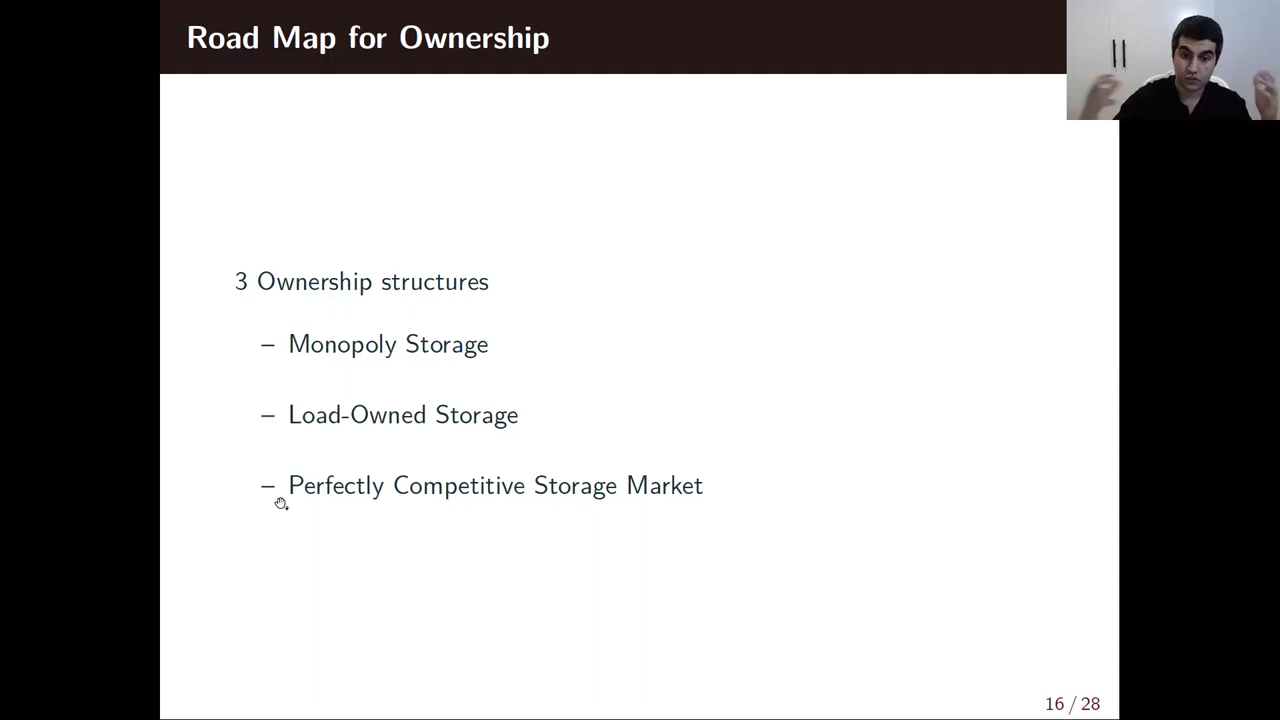 Road Map for Ownership
3 Ownership structures
– Monopoly Storage
– Load-Owned Storage
– Perfectly Competitive Storage Market
16 / 28